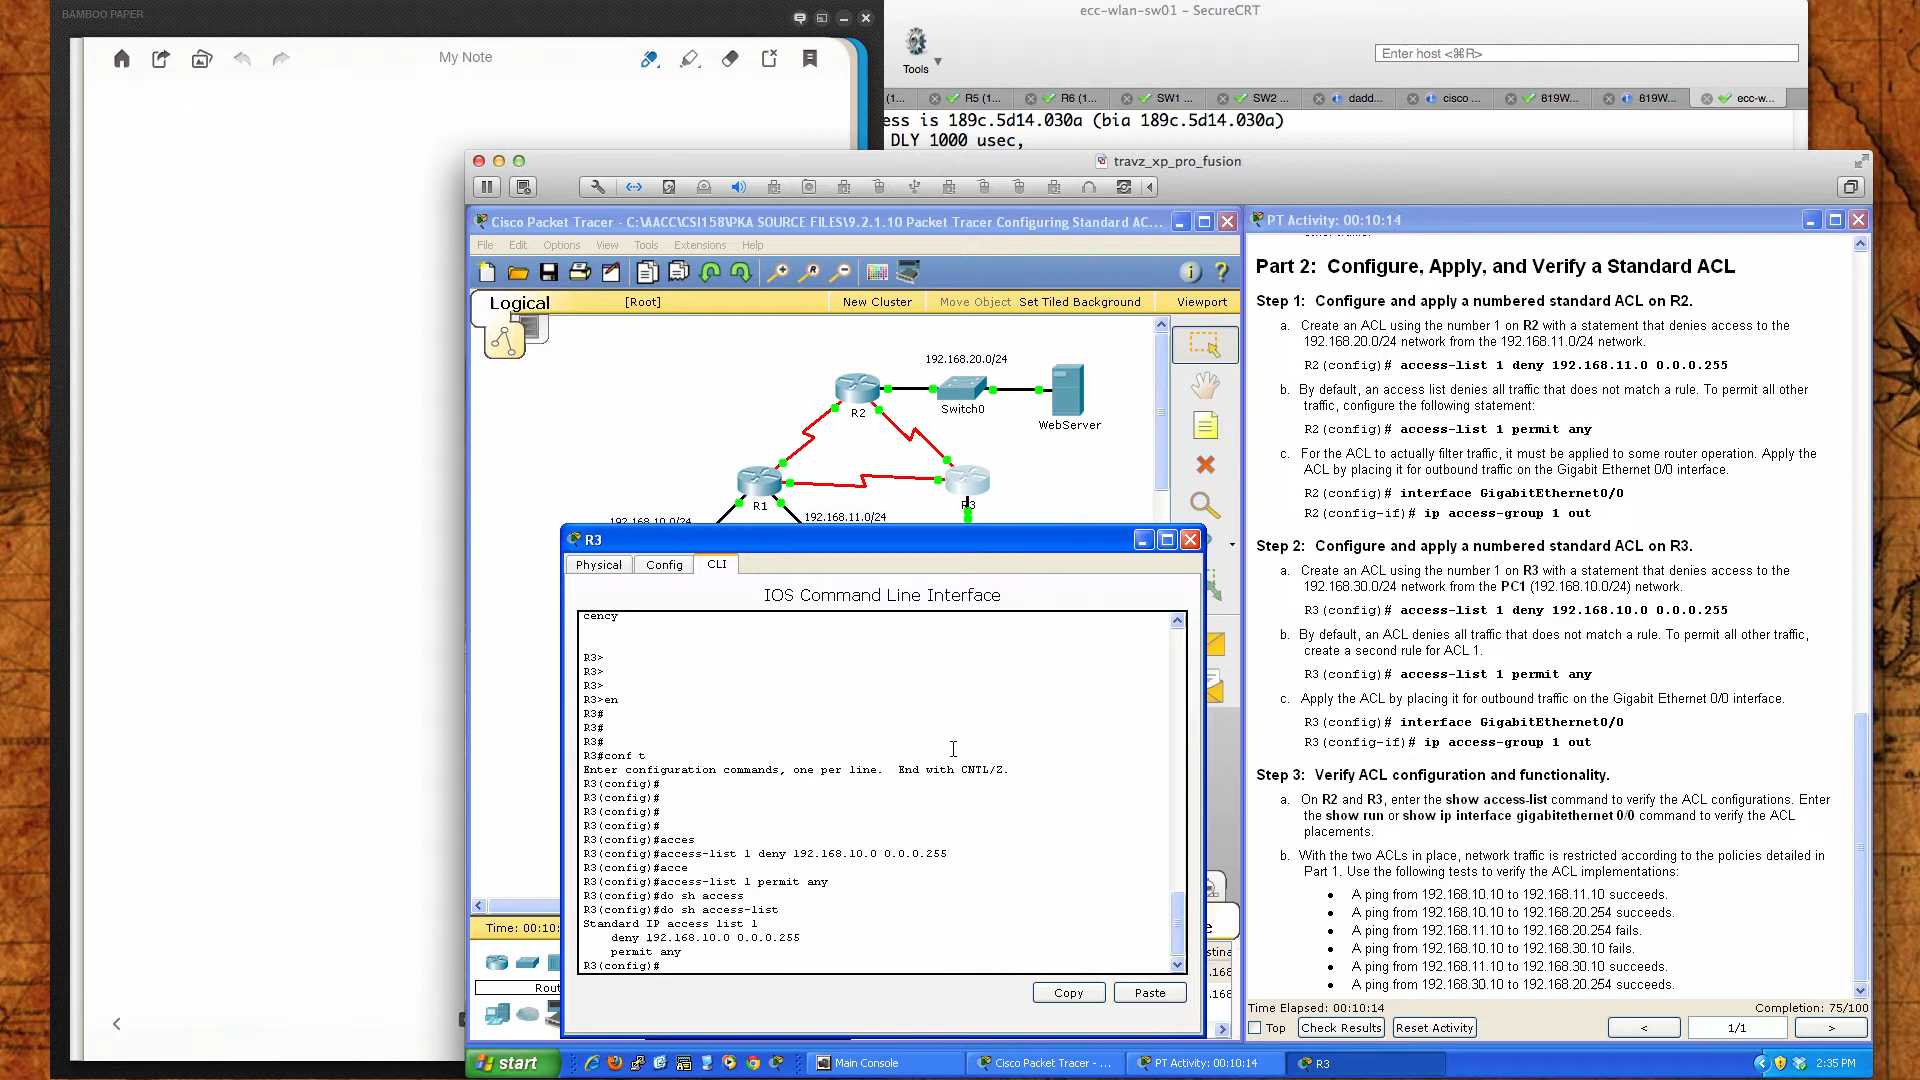 BAMBOO PAPER
My Note
ecc-wlan-sw01 – SecureCRT
Enter host <⌘R>
Tools
(1...
R5 (1...
R6 (1...
SW1 ...
SW2 ...
dadd...
cisco ...
819W...
819W...
ecc-w...
ess is 189c.5d14.030a (bia 189c.5d14.030a)
DLY 1000 usec,
travz_xp_pro_fusion
Cisco Packet Tracer - C:\AACC\CSI158\PKA SOURCE FILES\9.2.1.10 Packet Tracer Configuring Standard AC...
File Edit Options View Tools Extensions Help
Logical
[Root]
New Cluster
Move Object
Set Tiled Background
Viewport
192.168.20.0/24
R2
Switch0
WebServer
R1
R3
192.168.11.0/24
192.168.10.0/24
R3
Physical
Config
CLI
IOS Command Line Interface
cency
R3>
R3>
R3>
R3>en
R3#
R3#
R3#
R3#conf t
Enter configuration commands, one per line.  End with CNTL/Z.
R3(config)#
R3(config)#
R3(config)#
R3(config)#
R3(config)#acces
R3(config)#access-list 1 deny 192.168.10.0 0.0.0.255
R3(config)#acce
R3(config)#access-list 1 permit any
R3(config)#do sh access
R3(config)#do sh access-list
Standard IP access list 1
deny 192.168.10.0 0.0.0.255
permit any
R3(config)#
Copy
Paste
Time: 00:10:
Rout
PT Activity: 00:10:14
Part 2: Configure, Apply, and Verify a Standard ACL
Step 1: Configure and apply a numbered standard ACL on R2.
a. Create an ACL using the number 1 on R2 with a statement that denies access to the
192.168.20.0/24 network from the 192.168.11.0/24 network.
R2(config)# access-list 1 deny 192.168.11.0 0.0.0.255
b. By default, an access list denies all traffic that does not match a rule. To permit all other
traffic, configure the following statement:
R2(config)# access-list 1 permit any
c. For the ACL to actually filter traffic, it must be applied to some router operation. Apply the
ACL by placing it for outbound traffic on the Gigabit Ethernet 0/0 interface.
R2(config)# interface GigabitEthernet0/0
R2(config-if)# ip access-group 1 out
Step 2: Configure and apply a numbered standard ACL on R3.
a. Create an ACL using the number 1 on R3 with a statement that denies access to the
192.168.30.0/24 network from the PC1 (192.168.10.0/24) network.
R3(config)# access-list 1 deny 192.168.10.0 0.0.0.255
b. By default, an ACL denies all traffic that does not match a rule. To permit all other traffic,
create a second rule for ACL 1.
R3(config)# access-list 1 permit any
c. Apply the ACL by placing it for outbound traffic on the Gigabit Ethernet 0/0 interface.
R3(config)# interface GigabitEthernet0/0
R3(config-if)# ip access-group 1 out
Step 3: Verify ACL configuration and functionality.
a. On R2 and R3, enter the show access-list command to verify the ACL configurations. Enter
the show run or show ip interface gigabitethernet 0/0 command to verify the ACL
placements.
b. With the two ACLs in place, network traffic is restricted according to the policies detailed in
Part 1. Use the following tests to verify the ACL implementations:
• A ping from 192.168.10.10 to 192.168.11.10 succeeds.
• A ping from 192.168.10.10 to 192.168.20.254 succeeds.
• A ping from 192.168.11.10 to 192.168.20.254 fails.
• A ping from 192.168.10.10 to 192.168.30.10 fails.
• A ping from 192.168.11.10 to 192.168.30.10 succeeds.
• A ping from 192.168.30.10 to 192.168.20.254 succeeds.
Time Elapsed: 00:10:14
Completion: 75/100
Top
Check Results
Reset Activity
<
1/1
>
start
Main Console
Cisco Packet Tracer - ...
PT Activity: 00:10:14
R3
2:35 PM